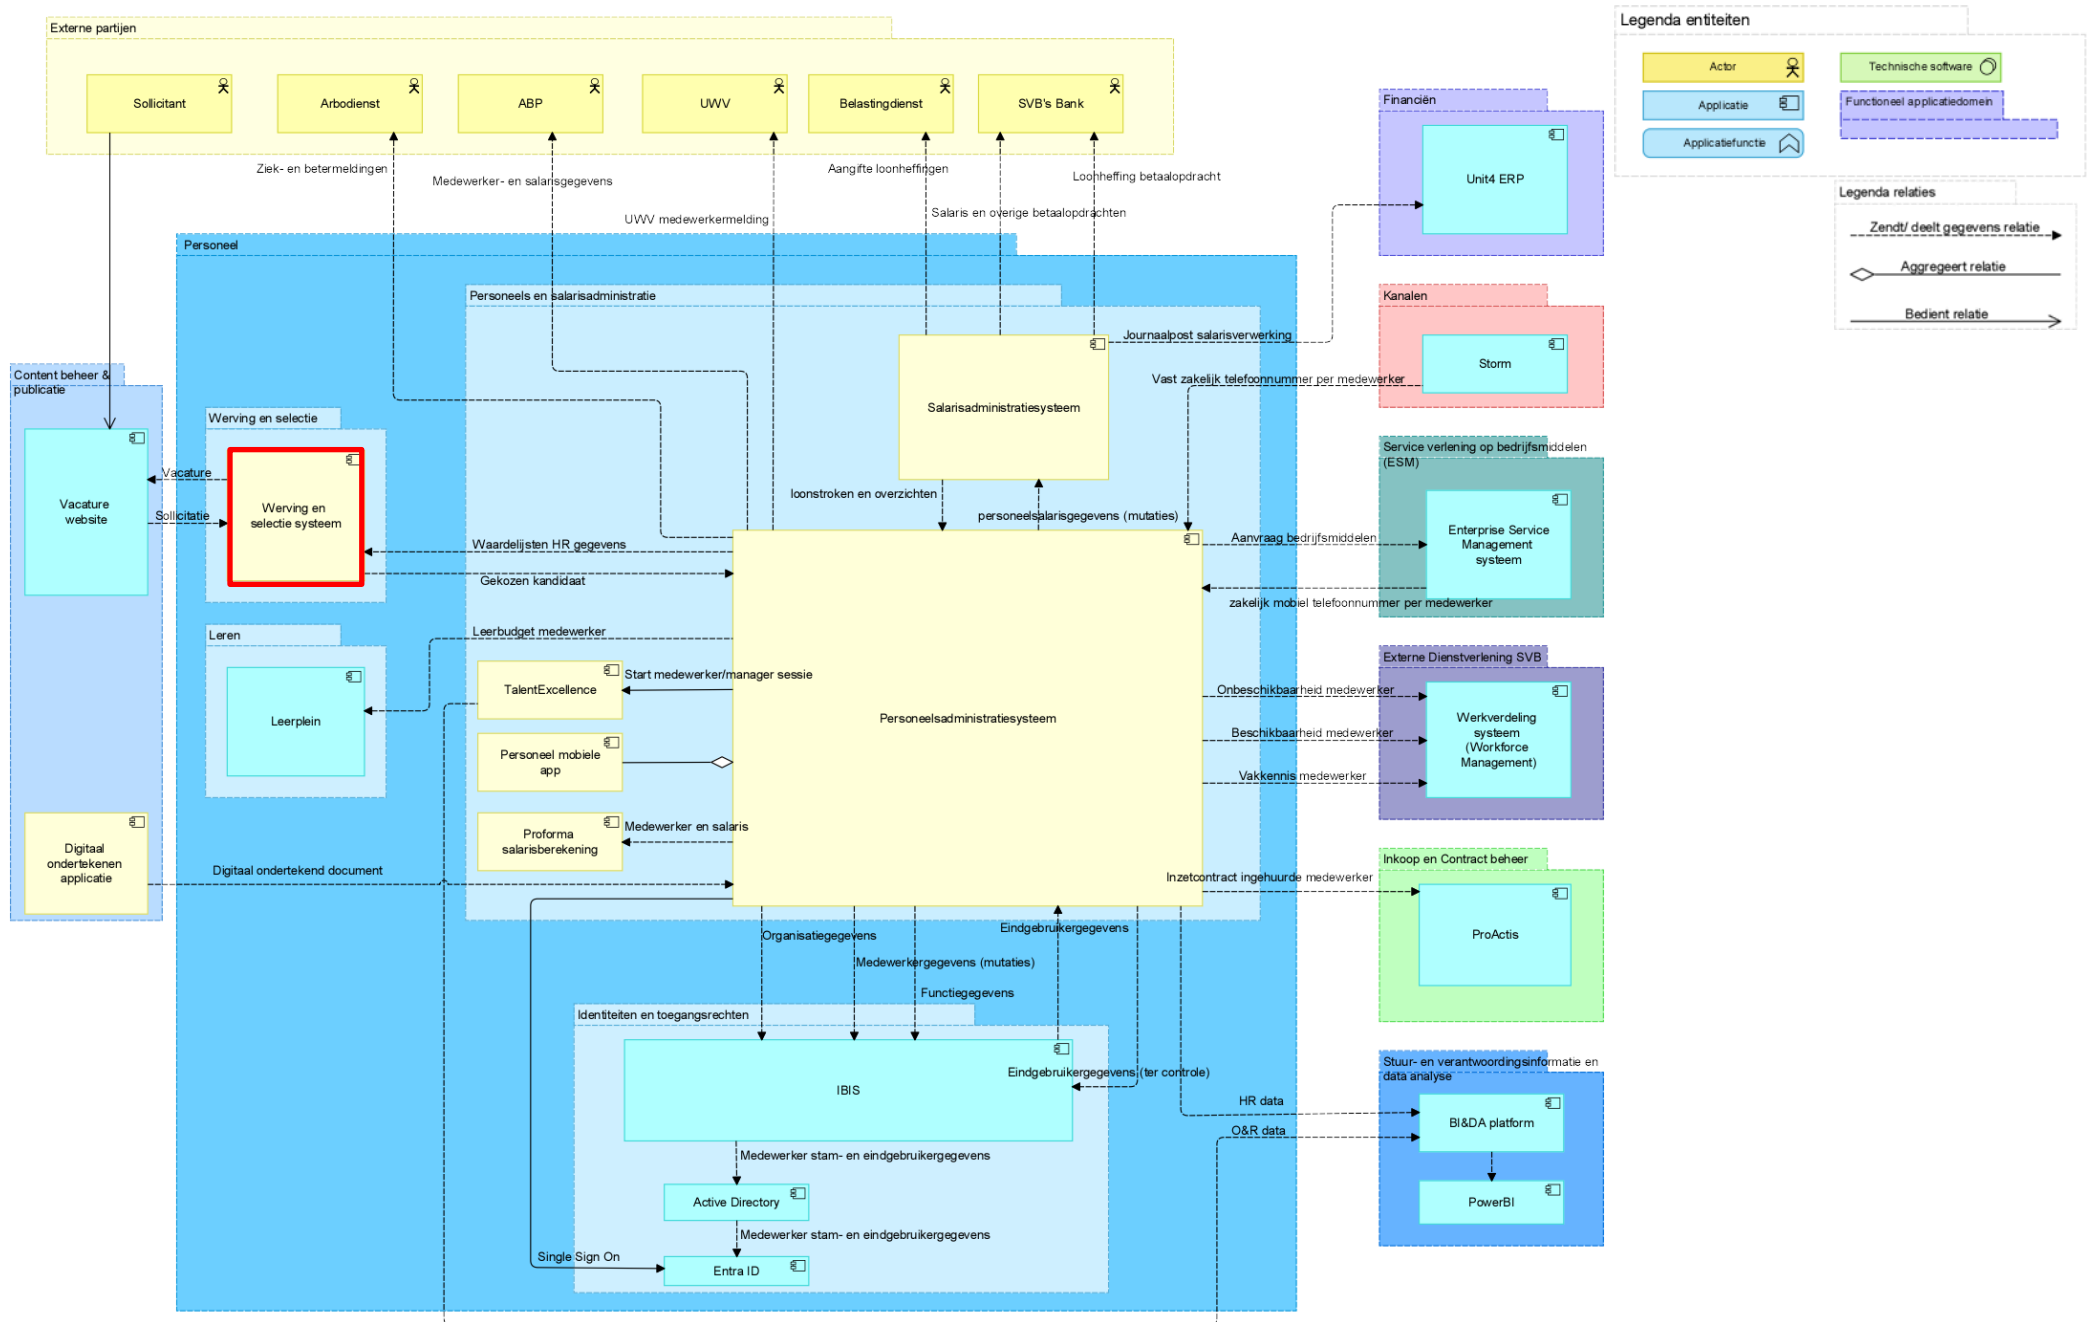 Externe partijen
Sollicitant
Arbodienst
ABP
UWV
Belastingdienst
SVB's Bank
Ziek- en betermeldingen
Medewerker- en salarisgegevens
UWV medewerkermelding
Aangifte loonheffingen
Salaris en overige betaalopdrachten
Loonheffing betaalopdracht
Legenda entiteiten
Actor
Technische software
Applicatie
Functioneel applicatiedomein
Applicatiefunctie
Legenda relaties
Zendt/ deelt gegevens relatie
Aggregeert relatie
Bedient relatie
Financiën
Unit4 ERP
Kanalen
Storm
Personeel
Personeels en salarisadministratie
Journaalpost salarisverwerking
Vast zakelijk telefoonnummer per medewerker
Salarisadministratiesysteem
Content beheer &
publicatie
Vacature
website
Werving en selectie
Werving en
selectie systeem
Vacature
Sollicitatie
loonstroken en overzichten
personeelsalarisgegevens (mutaties)
Waardelijsten HR gegevens
Gekozen kandidaat
Service verlening op bedrijfsmiddelen
(ESM)
Enterprise Service
Management
systeem
Aanvraag bedrijfsmiddelen
zakelijk mobiel telefoonnummer per medewerker
Leren
Leerplein
Leerbudget medewerker
TalentExcellence
Start medewerker/manager sessie
Personeel mobiele
app
Personeelsadministratiesysteem
Proforma
salarisberekening
Medewerker en salaris
Externe Dienstverlening SVB
Werkverdeling
systeem
(Workforce
Management)
Onbeschikbaarheid medewerker
Beschikbaarheid medewerker
Vakkennis medewerker
Digitaal
ondertekenen
applicatie
Digitaal ondertekend document
Inkoop en Contract beheer
Inzetcontract ingehuurde medewerker
ProActis
Organisatiegegevens
Medewerkergegevens (mutaties)
Functiegegevens
Eindgebruikergegevens
Identiteiten en toegangsrechten
IBIS
Eindgebruikergegevens (ter controle)
Medewerker stam- en eindgebruikergegevens
Active Directory
Medewerker stam- en eindgebruikergegevens
Single Sign On
Entra ID
Stuur- en verantwoordingsinformatie en
data analyse
HR data
O&R data
BI&DA platform
PowerBI